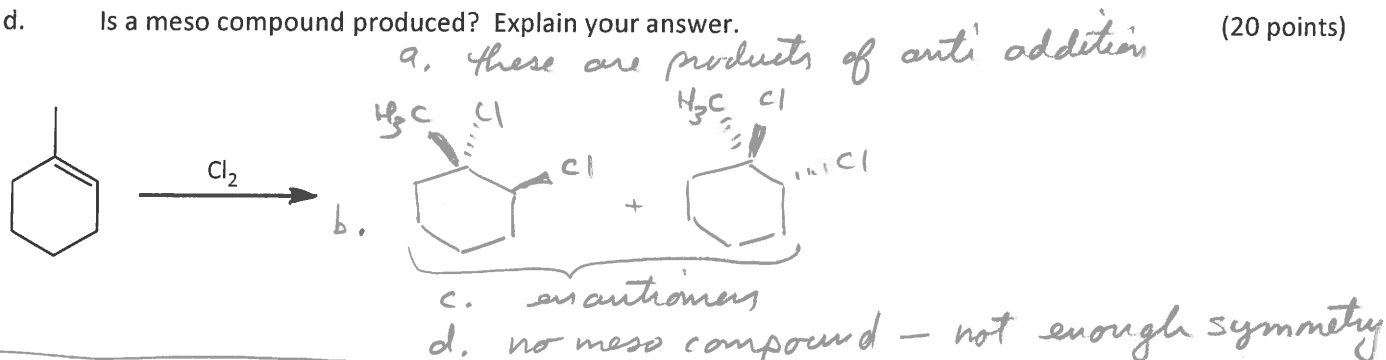 d. Is a meso compound produced? Explain your answer. (20 points)
a. these are products of anti addition
H3C Cl H3C Cl
Cl Cl
Cl2
b. +
c. enantiomers
d. no meso compound – not enough symmetry